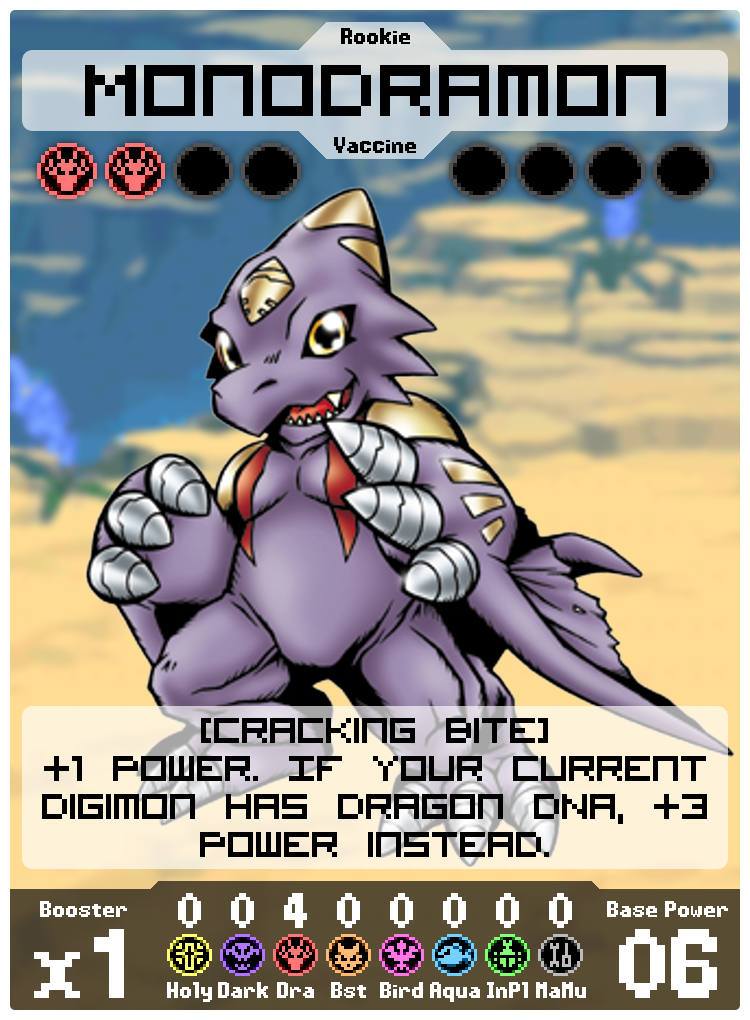 Rookie
MONODRAMON
Vaccine
[CRACKING BITE]
+1 POWER. IF YOUR CURRENT
DIGIMON HAS DRAGON DNA, +3
POWER INSTEAD.
Booster 0 0 4 0 0 0 0 0 Base Power
x1 06
Holy Dark Dra Bst Bird Aqua InPl MaMu